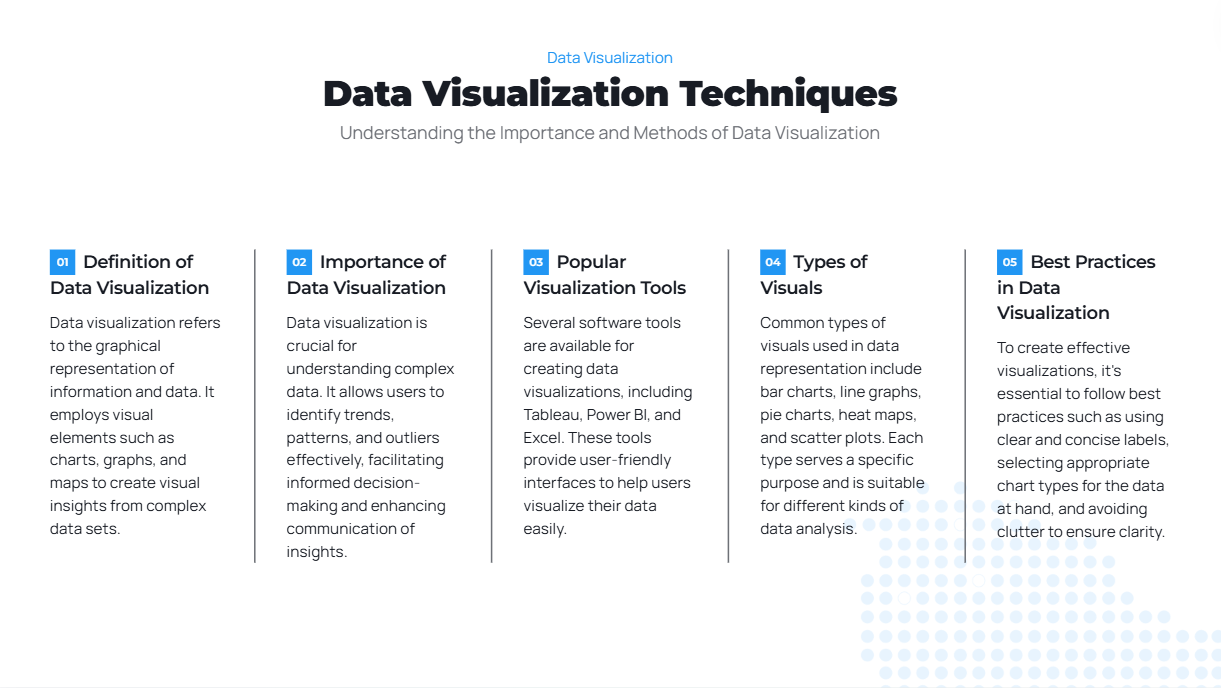 Data Visualization
Data Visualization Techniques
Understanding the Importance and Methods of Data Visualization
01 Definition of
Data Visualization
Data visualization refers
to the graphical
representation of
information and data. It
employs visual
elements such as
charts, graphs, and
maps to create visual
insights from complex
data sets.
02 Importance of
Data Visualization
Data visualization is
crucial for
understanding complex
data. It allows users to
identify trends,
patterns, and outliers
effectively, facilitating
informed decision-
making and enhancing
communication of
insights.
03 Popular
Visualization Tools
Several software tools
are available for
creating data
visualizations, including
Tableau, Power BI, and
Excel. These tools
provide user-friendly
interfaces to help users
visualize their data
easily.
04 Types of
Visuals
Common types of
visuals used in data
representation include
bar charts, line graphs,
pie charts, heat maps,
and scatter plots. Each
type serves a specific
purpose and is suitable
for different kinds of
data analysis.
05 Best Practices
in Data
Visualization
To create effective
visualizations, it's
essential to follow best
practices such as using
clear and concise labels,
selecting appropriate
chart types for the data
at hand, and avoiding
clutter to ensure clarity.